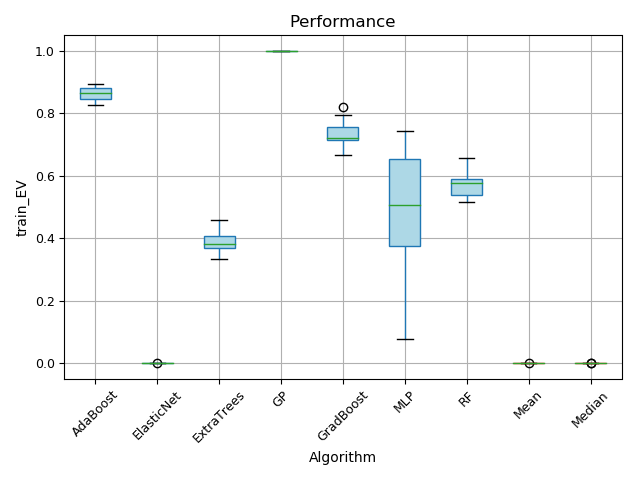 Performance
train_EV
1.0
0.8
0.6
0.4
0.2
0.0
AdaBoost
ElasticNet
ExtraTrees
GP
GradBoost
MLP
RF
Mean
Median
Algorithm